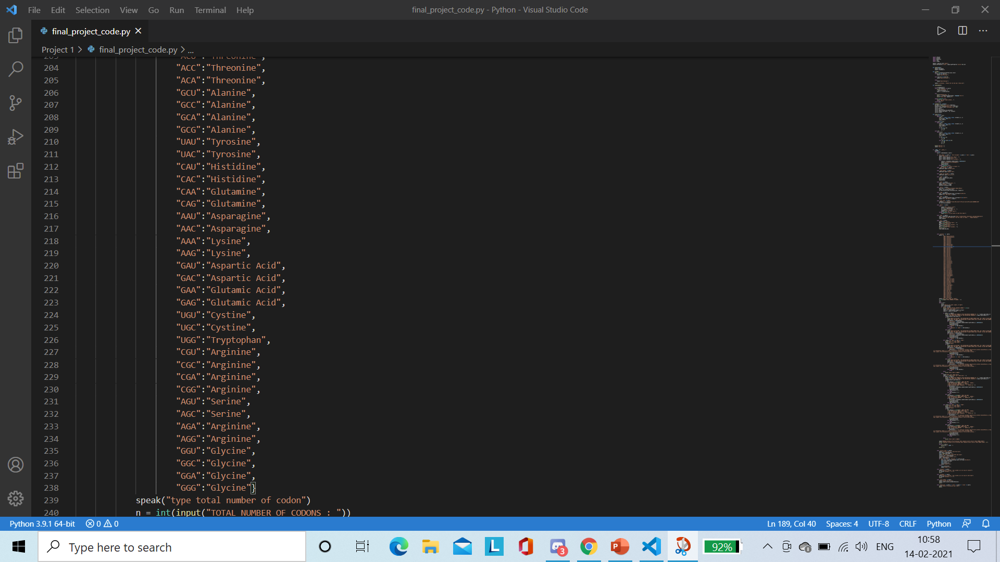 File Edit Selection View Go Run Terminal Help
final_project_code.py - Python - Visual Studio Code
final_project_code.py
Project 1 > final_project_code.py > ...
204 "ACC":"Threonine",
205 "ACA":"Threonine",
206 "GCU":"Alanine",
207 "GCC":"Alanine",
208 "GCA":"Alanine",
209 "GCG":"Alanine",
210 "UAU":"Tyrosine",
211 "UAC":"Tyrosine",
212 "CAU":"Histidine",
213 "CAC":"Histidine",
214 "CAA":"Glutamine",
215 "CAG":"Glutamine",
216 "AAU":"Asparagine",
217 "AAC":"Asparagine",
218 "AAA":"Lysine",
219 "AAG":"Lysine",
220 "GAU":"Aspartic Acid",
221 "GAC":"Aspartic Acid",
222 "GAA":"Glutamic Acid",
223 "GAG":"Glutamic Acid",
224 "UGU":"Cystine",
225 "UGC":"Cystine",
226 "UGG":"Tryptophan",
227 "CGU":"Arginine",
228 "CGC":"Arginine",
229 "CGA":"Arginine",
230 "CGG":"Arginine",
231 "AGU":"Serine",
232 "AGC":"Serine",
233 "AGA":"Arginine",
234 "AGG":"Arginine",
235 "GGU":"Glycine",
236 "GGC":"Glycine",
237 "GGA":"Glycine",
238 "GGG":"Glycine"}
239 speak("type total number of codon")
240 n = int(input("TOTAL NUMBER OF CODONS : "))
Python 3.9.1 64-bit 0 0 Ln 189, Col 40 Spaces: 4 UTF-8 CRLF Python
Type here to search
L
3
P
92%
ENG
10:58
14-02-2021